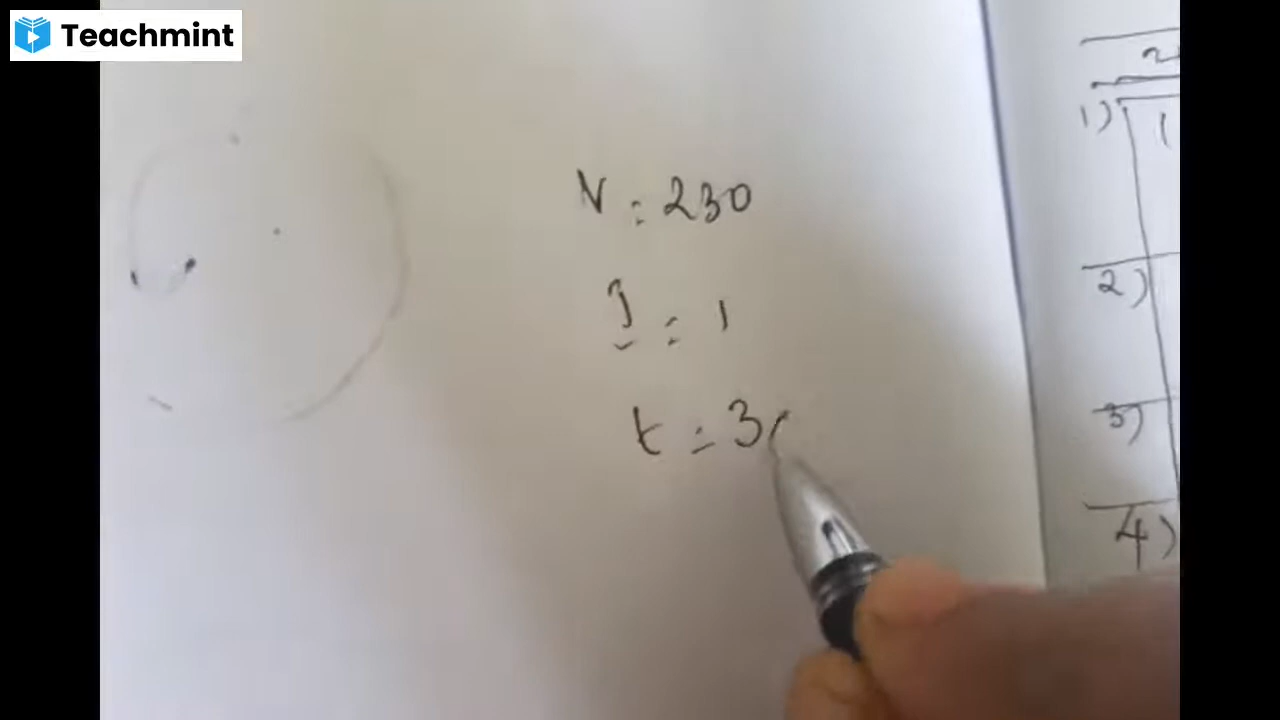 Teachmint
V = 230
I = 1
t = 3
1)
2)
3)
4)